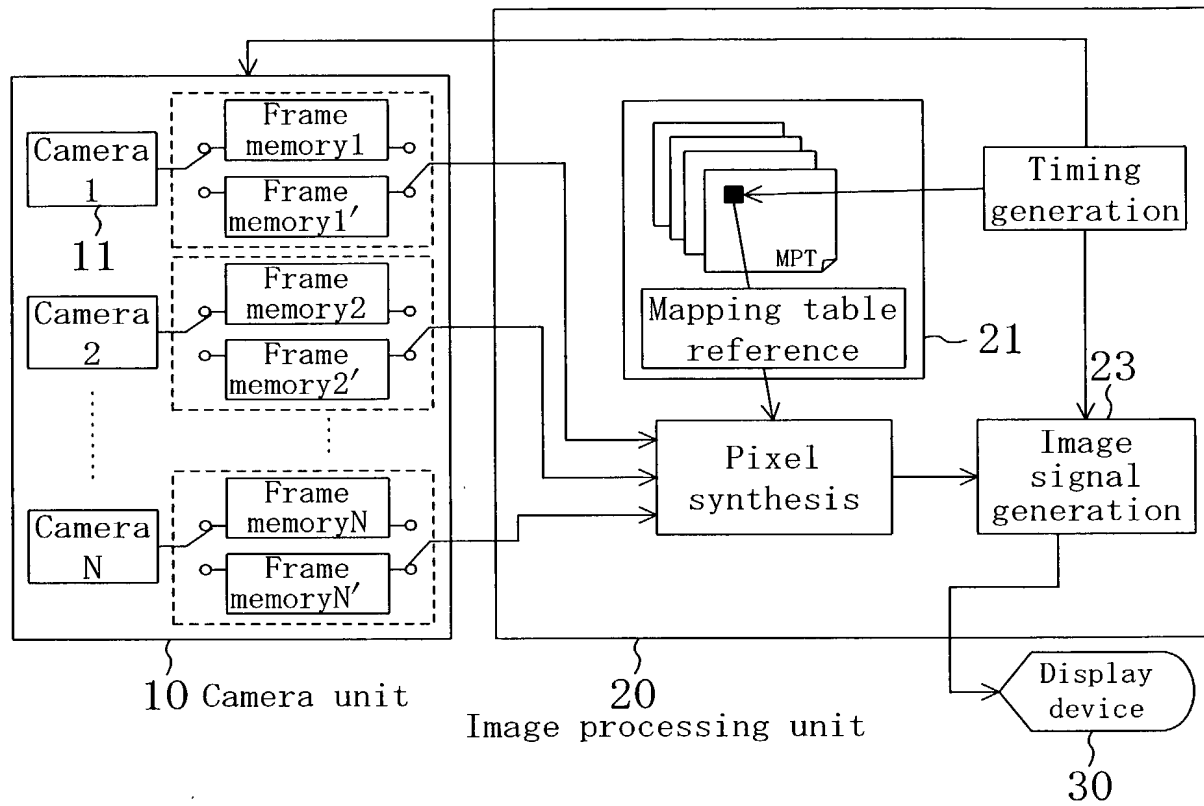 Camera
1
11
Frame
memory1
Frame
memory1′
Camera
2
Frame
memory2
Frame
memory2′
Camera
N
Frame
memoryN
Frame
memoryN′
10 Camera unit
MPT
Mapping table
reference
21
Timing
generation
Pixel
synthesis
23
Image
signal
generation
20
Image processing unit
Display
device
30